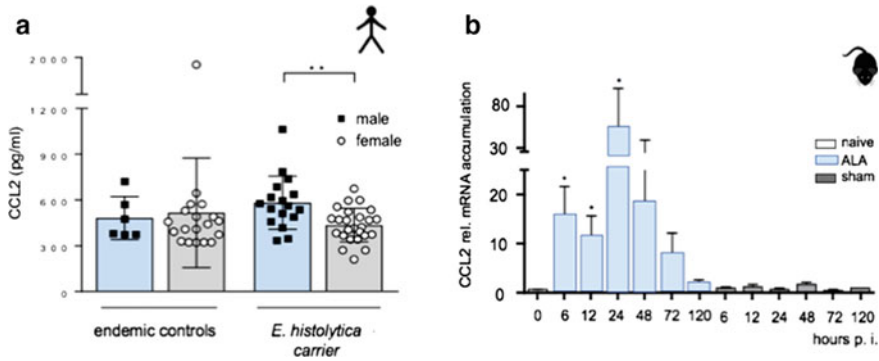 a
CCL2 (pg/ml)
2000
1200
900
600
300
0
**
male
female
endemic controls
E. histolytica
carrier
b
CCL2 rel. mRNA accumulation
80
30
20
10
0
*
*
*
naive
ALA
sham
0 6 12 24 48 72 120 6 12 24 48 72 120
hours p. i.